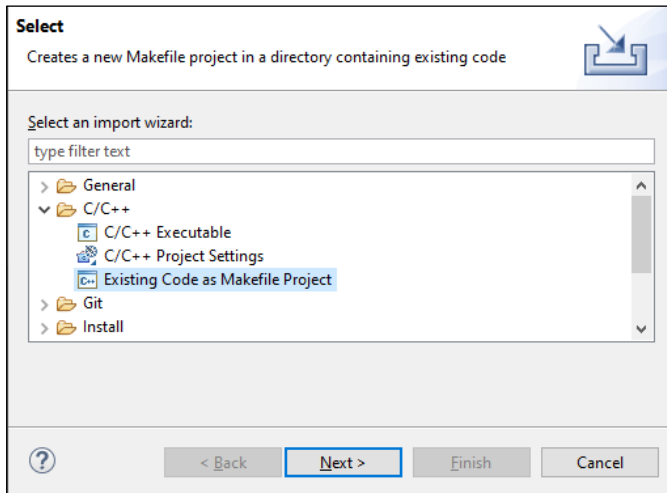 Select
Creates a new Makefile project in a directory containing existing code
Select an import wizard:
type filter text
General
C/C++
C/C++ Executable
C/C++ Project Settings
Existing Code as Makefile Project
Git
Install
? < Back Next > Finish Cancel